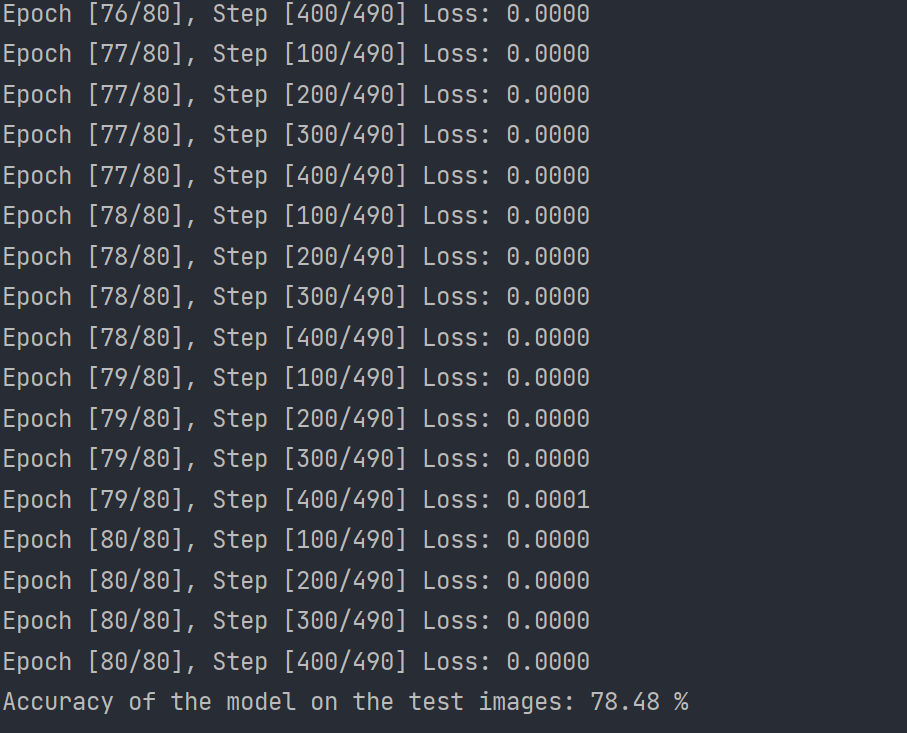 Epoch [76/80], Step [400/490] Loss: 0.0000
Epoch [77/80], Step [100/490] Loss: 0.0000
Epoch [77/80], Step [200/490] Loss: 0.0000
Epoch [77/80], Step [300/490] Loss: 0.0000
Epoch [77/80], Step [400/490] Loss: 0.0000
Epoch [78/80], Step [100/490] Loss: 0.0000
Epoch [78/80], Step [200/490] Loss: 0.0000
Epoch [78/80], Step [300/490] Loss: 0.0000
Epoch [78/80], Step [400/490] Loss: 0.0000
Epoch [79/80], Step [100/490] Loss: 0.0000
Epoch [79/80], Step [200/490] Loss: 0.0000
Epoch [79/80], Step [300/490] Loss: 0.0000
Epoch [79/80], Step [400/490] Loss: 0.0001
Epoch [80/80], Step [100/490] Loss: 0.0000
Epoch [80/80], Step [200/490] Loss: 0.0000
Epoch [80/80], Step [300/490] Loss: 0.0000
Epoch [80/80], Step [400/490] Loss: 0.0000
Accuracy of the model on the test images: 78.48 %